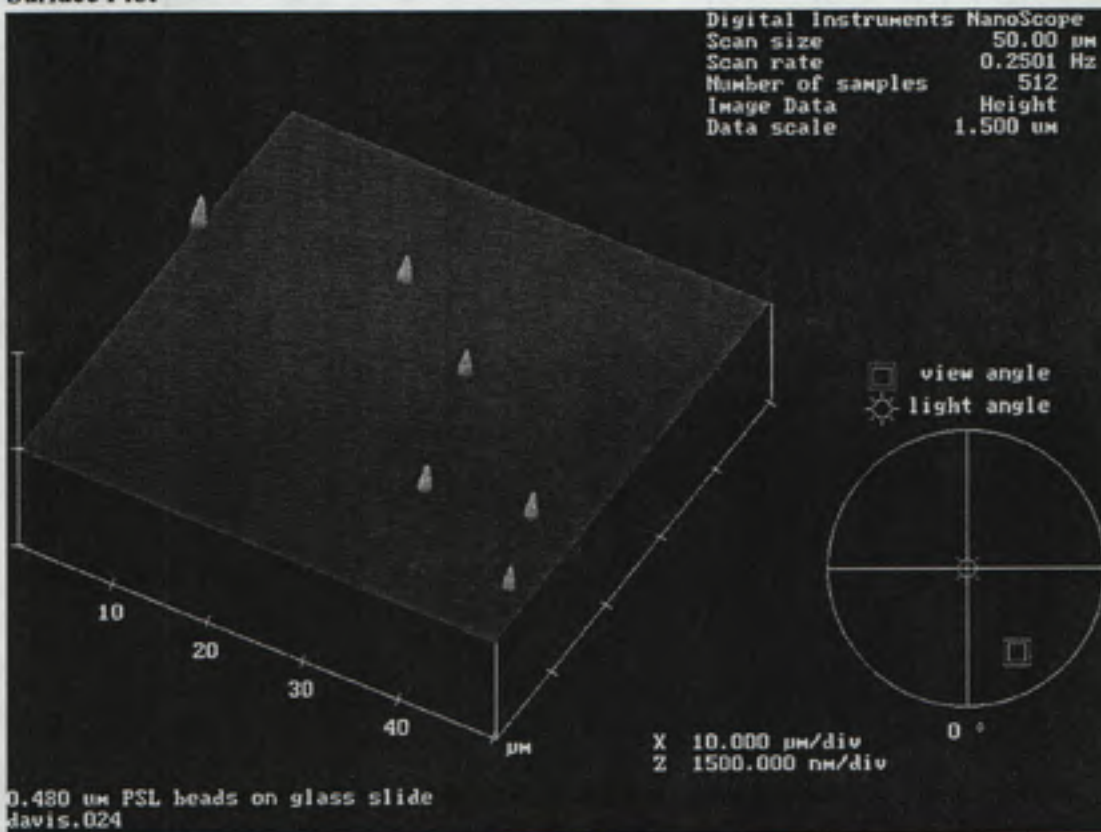 Digital Instruments NanoScope
Scan size 50.00 µm
Scan rate 0.2501 Hz
Number of samples 512
Image Data Height
Data scale 1.500 um
view angle
light angle
10
20
30
40
µm
0 °
X 10.000 µm/div
Z 1500.000 nm/div
0.480 um PSL beads on glass slide
davis.024